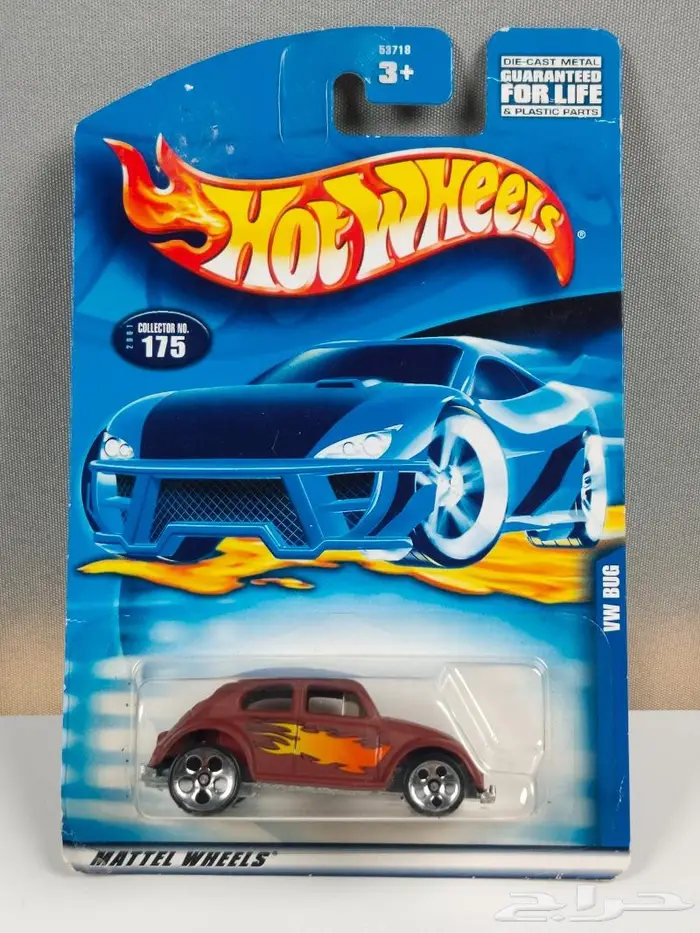 53718
3+
DIE-CAST METAL
GUARANTEED
FOR LIFE
& PLASTIC PARTS
HOT WHEELS®
2001
COLLECTOR NO.
175
VW BUG
MATTEL WHEELS®
حراج